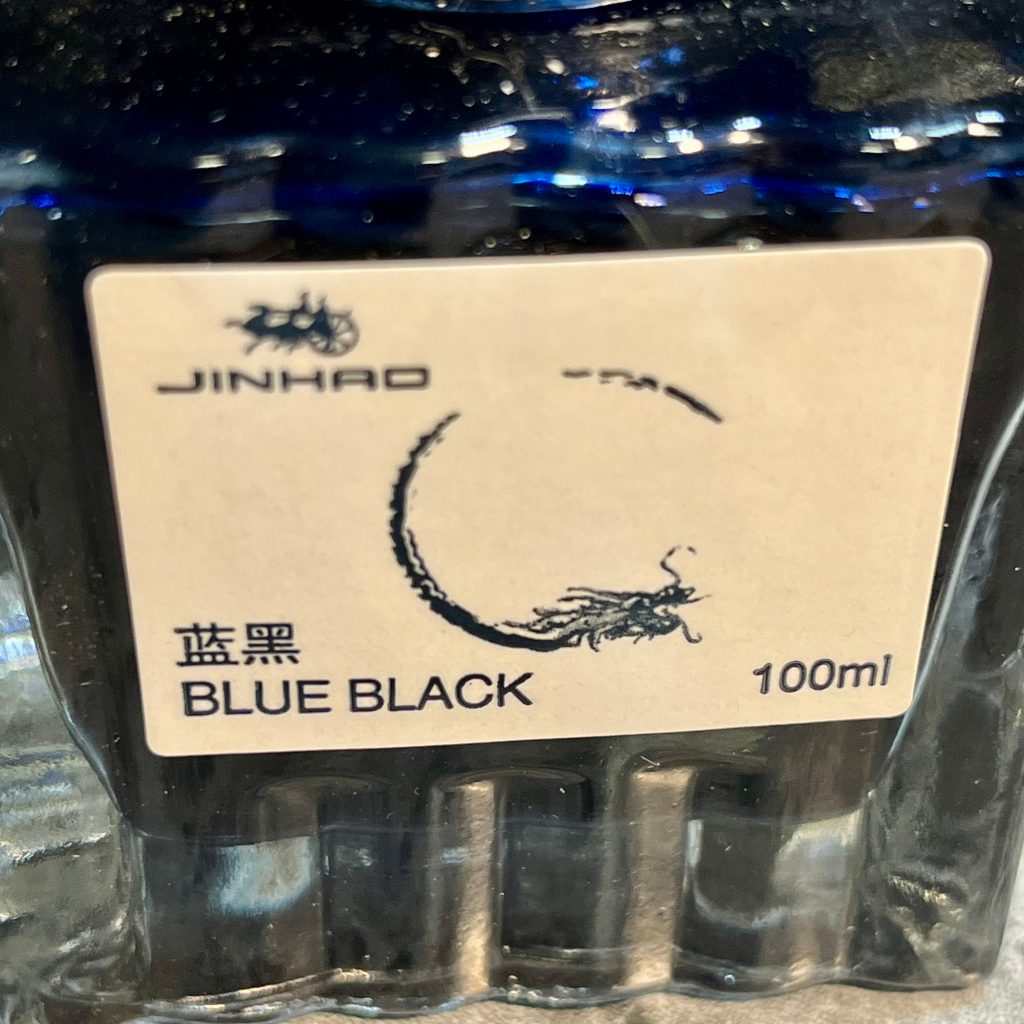 JINHAO
蓝黑
BLUE BLACK
100ml